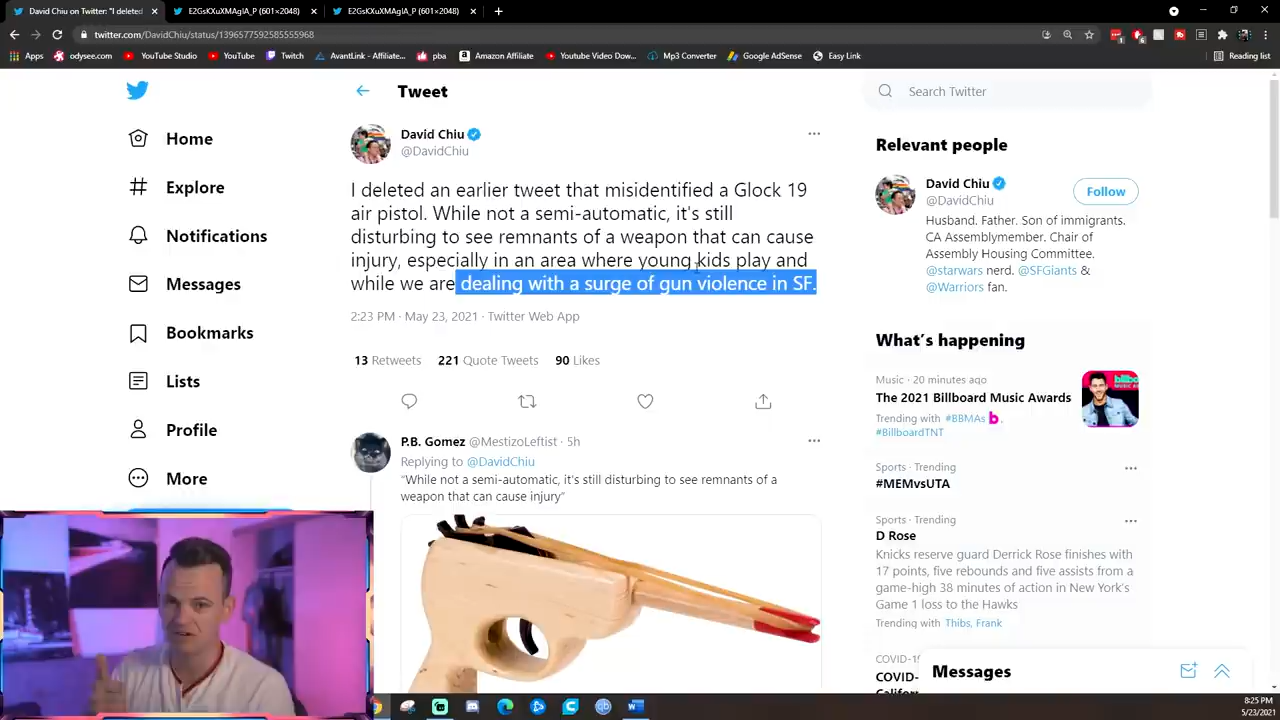 David Chiu on Twitter: "I deleted
E2GsKXuXMAgIA_P (601×2048)
E2GsKXuXMAgIA_P (601×2048)
twitter.com/DavidChiu/status/1396577592585555968
Apps
odysee.com
YouTube Studio
YouTube
Twitch
AvantLink - Affiliat...
pba
Amazon Affiliate
Youtube Video Dow...
Mp3 Converter
Google AdSense
Easy Link
Reading list
Home
Explore
Notifications
Messages
Bookmarks
Lists
Profile
More
Tweet
David Chiu
@DavidChiu
I deleted an earlier tweet that misidentified a Glock 19
air pistol. While not a semi-automatic, it's still
disturbing to see remnants of a weapon that can cause
injury, especially in an area where young kids play and
while we are dealing with a surge of gun violence in SF.
2:23 PM · May 23, 2021 · Twitter Web App
13 Retweets 221 Quote Tweets 90 Likes
P.B. Gomez @MestizoLeftist · 5h
Replying to @DavidChiu
"While not a semi-automatic, it's still disturbing to see remnants of a
weapon that can cause injury"
Search Twitter
Relevant people
David Chiu
@DavidChiu
Follow
Husband. Father. Son of immigrants.
CA Assemblymember. Chair of
Assembly Housing Committee.
@starwars nerd. @SFGiants &
@Warriors fan.
What's happening
Music · 20 minutes ago
The 2021 Billboard Music Awards
Trending with #BBMAs,
#BillboardTNT
Sports · Trending
#MEMvsUTA
Sports · Trending
D Rose
Knicks reserve guard Derrick Rose finishes with
17 points, five rebounds and five assists from a
game-high 38 minutes of action in New York's
Game 1 loss to the Hawks
Trending with Thibs, Frank
COVID-19
COVID-
Messages
8:25 PM
5/23/2021